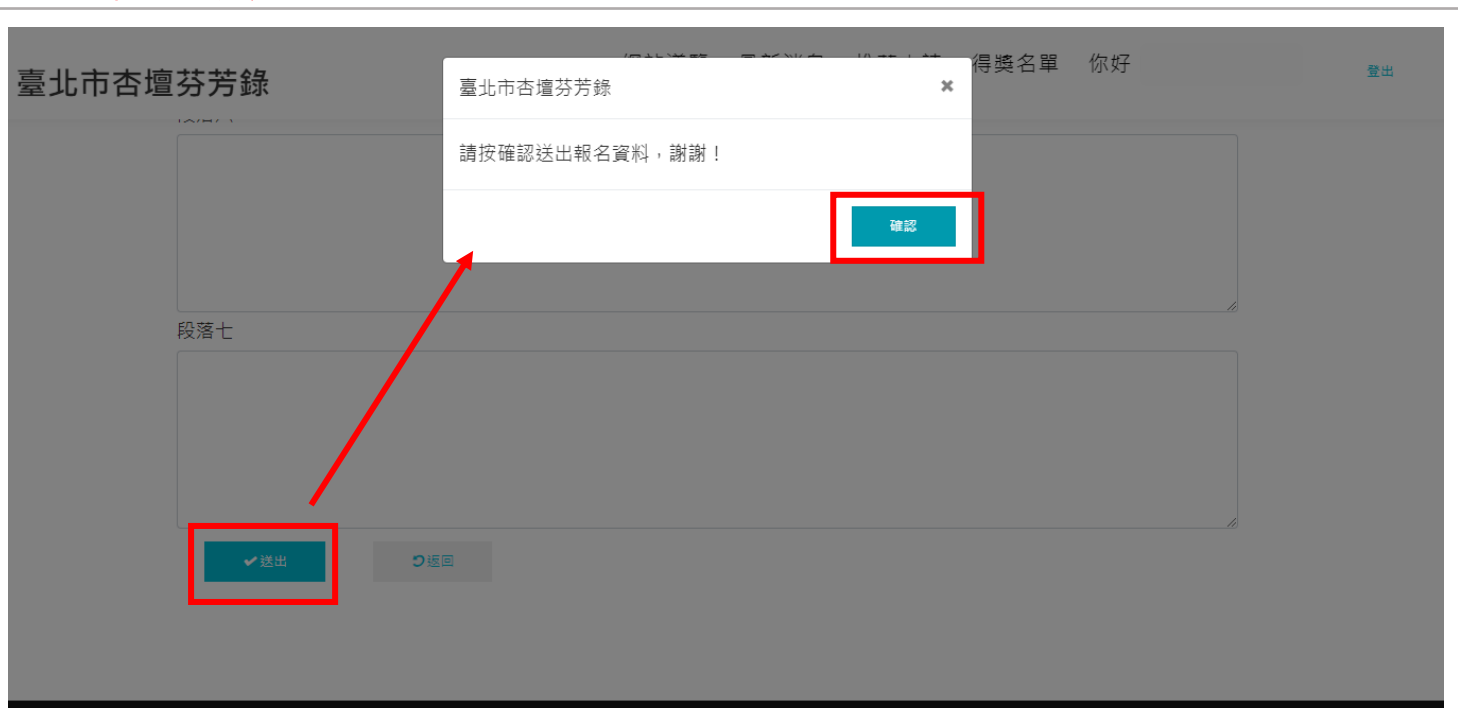 臺北市杏壇芬芳錄
得獎名單
你好
登出
臺北市杏壇芬芳錄
×
請按確認送出報名資料，謝謝！
確認
段落七
送出
返回